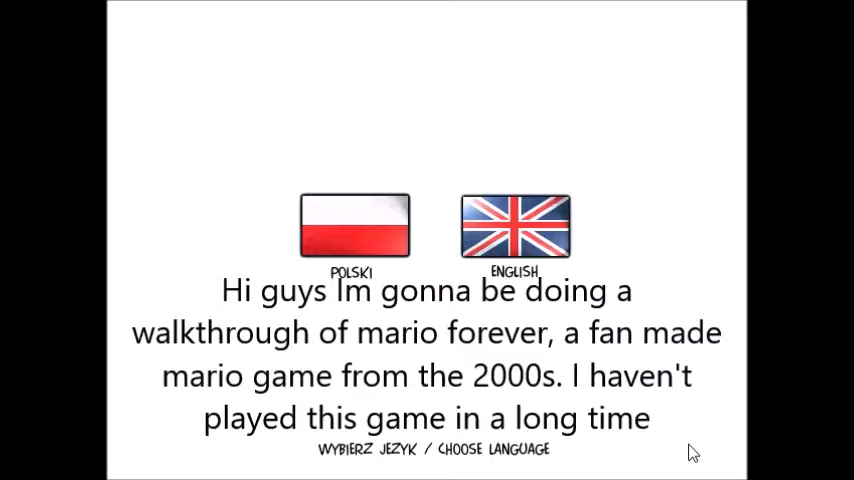 POLSKI
ENGLISH
Hi guys Im gonna be doing a
walkthrough of mario forever, a fan made
mario game from the 2000s. I haven't
played this game in a long time
WYBIERZ JEZYK / CHOOSE LANGUAGE